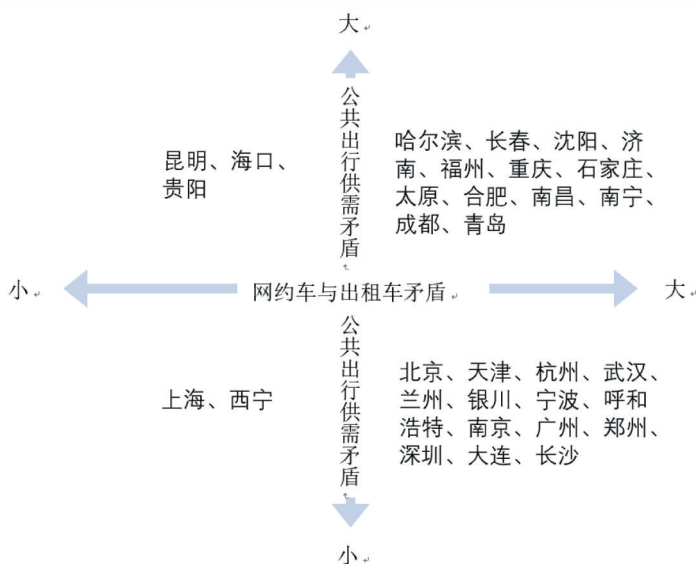 大
公共出行供需矛盾
昆明、海口、
贵阳
哈尔滨、长春、沈阳、济
南、福州、重庆、石家庄、
太原、合肥、南昌、南宁、
成都、青岛
小
网约车与出租车矛盾
大
公共出行供需矛盾
上海、西宁
北京、天津、杭州、武汉、
兰州、银川、宁波、呼和
浩特、南京、广州、郑州、
深圳、大连、长沙
小